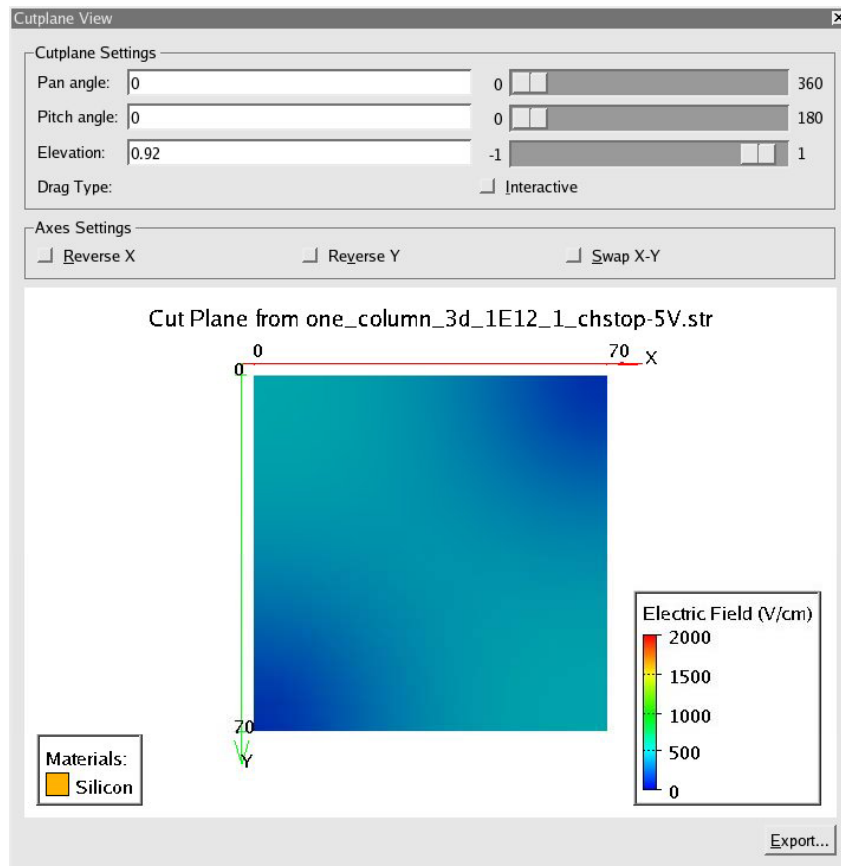 Cutplane View
Cutplane Settings
Pan angle: 0 0 360
Pitch angle: 0 0 180
Elevation: 0.92 -1 1
Drag Type: Interactive
Axes Settings
Reverse X Reverse Y Swap X-Y
Cut Plane from one_column_3d_1E12_1_chstop-5V.str
0 70 X
0
70
Y
Electric Field (V/cm)
2000
1500
1000
500
0
Materials:
Silicon
Export...